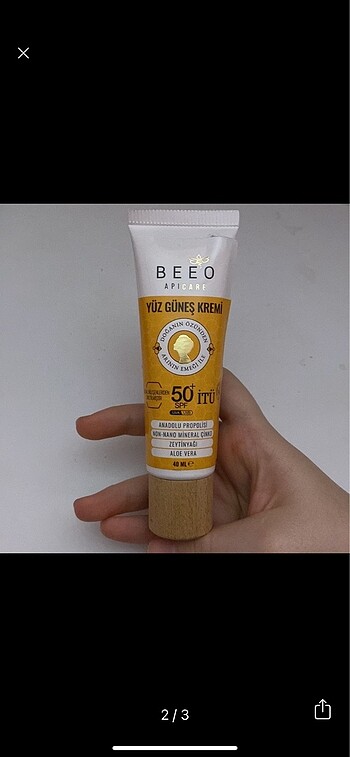 BEEO
APICARE
YÜZ GÜNEŞ KREMİ
DOĞANIN ÖZÜNDEN
ARININ EMEĞİ İLE
50+
SPF
İTÜ
ANADOLU PROPOLİSİ
NON-NANO MİNERAL ÇİNKO
ZEYTİNYAĞI
ALOE VERA
40 ML e
2/3